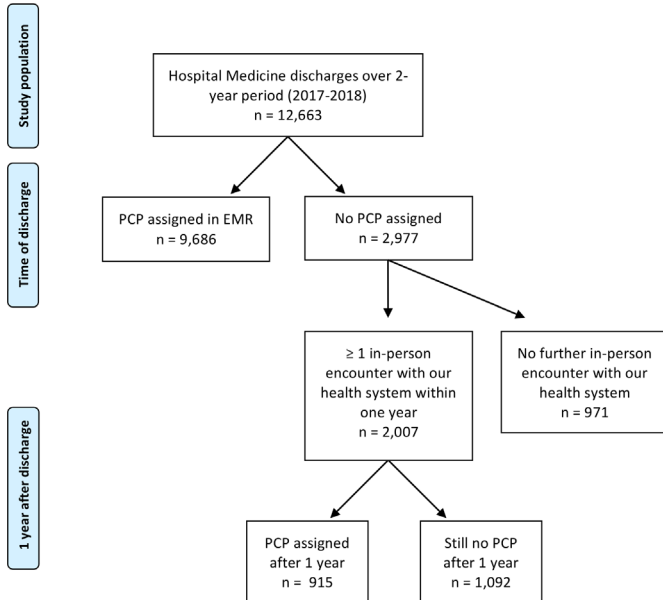 Study population
Hospital Medicine discharges over 2-
year period (2017-2018)
n = 12,663
Time of discharge
PCP assigned in EMR
n = 9,686
No PCP assigned
n = 2,977
≥ 1 in-person
encounter with our
health system within
one year
n = 2,007
No further in-person
encounter with our
health system
n = 971
1 year after discharge
PCP assigned
after 1 year
n =  915
Still no PCP
after 1 year
n = 1,092